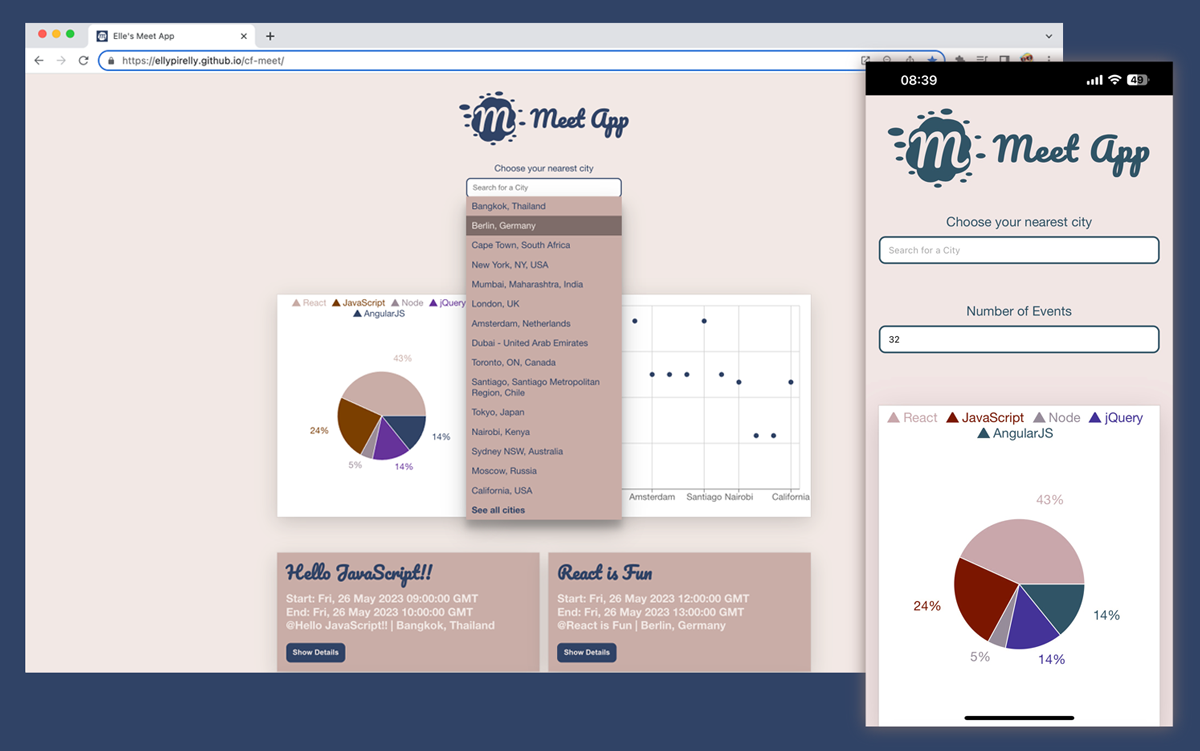 Elle's Meet App
https://ellypirelly.github.io/cf-meet/
m Meet App
Choose your nearest city
Search for a City
Bangkok, Thailand
Berlin, Germany
Cape Town, South Africa
New York, NY, USA
Mumbai, Maharashtra, India
London, UK
Amsterdam, Netherlands
Dubai - United Arab Emirates
Toronto, ON, Canada
Santiago, Santiago Metropolitan
Region, Chile
Tokyo, Japan
Nairobi, Kenya
Sydney NSW, Australia
Moscow, Russia
California, USA
See all cities
React JavaScript Node jQuery
AngularJS
43%
24%
14%
5%
14%
Amsterdam Santiago Nairobi California
Hello JavaScript!!
Start: Fri, 26 May 2023 09:00:00 GMT
End: Fri, 26 May 2023 10:00:00 GMT
@Hello JavaScript!! | Bangkok, Thailand
Show Details
React is Fun
Start: Fri, 26 May 2023 12:00:00 GMT
End: Fri, 26 May 2023 13:00:00 GMT
@React is Fun | Berlin, Germany
Show Details
08:39 49
m Meet App
Choose your nearest city
Search for a City
Number of Events
32
React JavaScript Node jQuery
AngularJS
43%
24%
14%
5%
14%